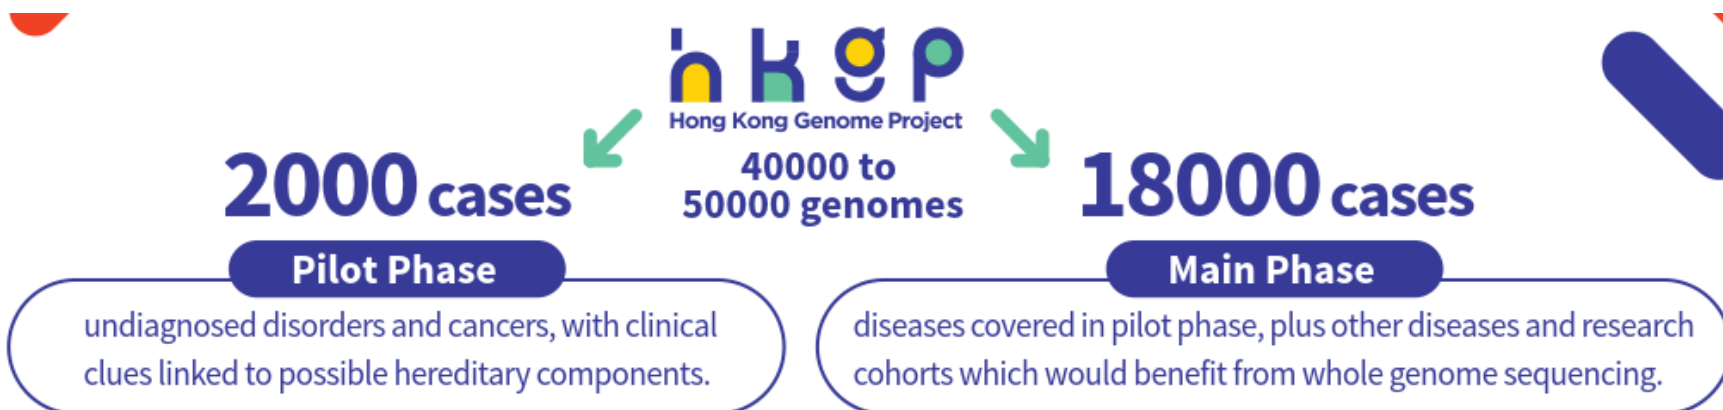 hkgp
Hong Kong Genome Project
40000 to
50000 genomes
2000 cases
Pilot Phase
undiagnosed disorders and cancers, with clinical
clues linked to possible hereditary components.
18000 cases
Main Phase
diseases covered in pilot phase, plus other diseases and research
cohorts which would benefit from whole genome sequencing.